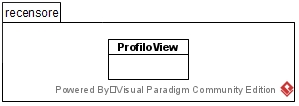 recensore
ProfiloView
Powered By Visual Paradigm Community Edition